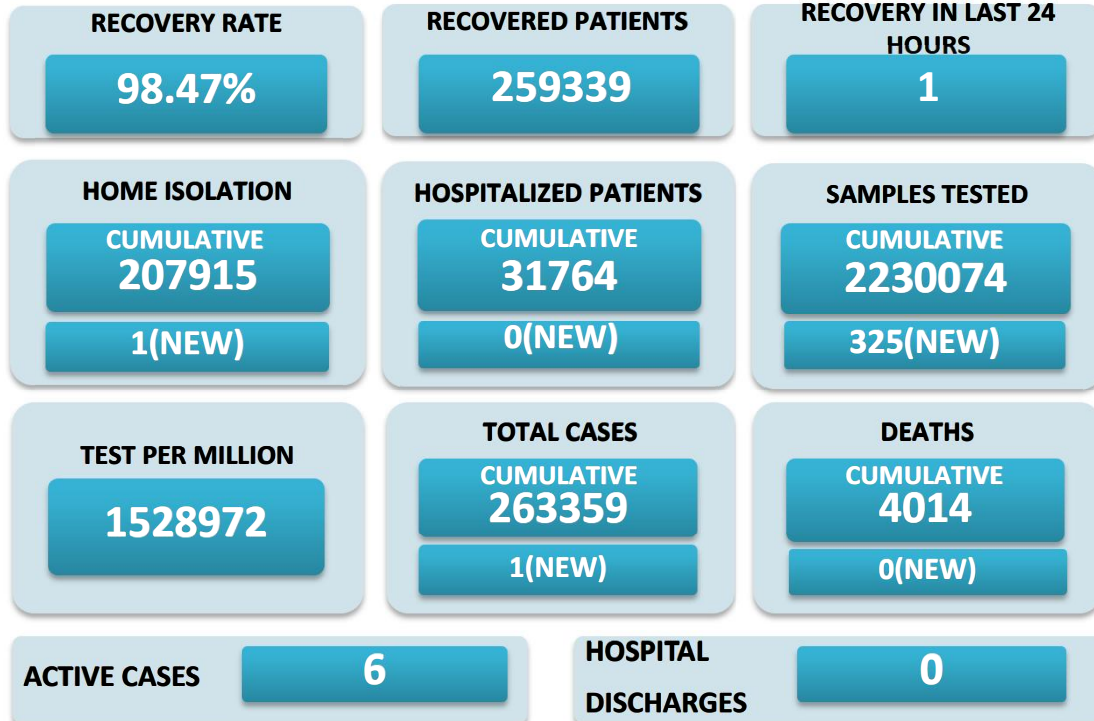 RECOVERY RATE
98.47%
RECOVERED PATIENTS
259339
RECOVERY IN LAST 24
HOURS
1
HOME ISOLATION
CUMULATIVE
207915
1(NEW)
HOSPITALIZED PATIENTS
CUMULATIVE
31764
0(NEW)
SAMPLES TESTED
CUMULATIVE
2230074
325(NEW)
TEST PER MILLION
1528972
TOTAL CASES
CUMULATIVE
263359
1(NEW)
DEATHS
CUMULATIVE
4014
0(NEW)
ACTIVE CASES
6
HOSPITAL
DISCHARGES
0